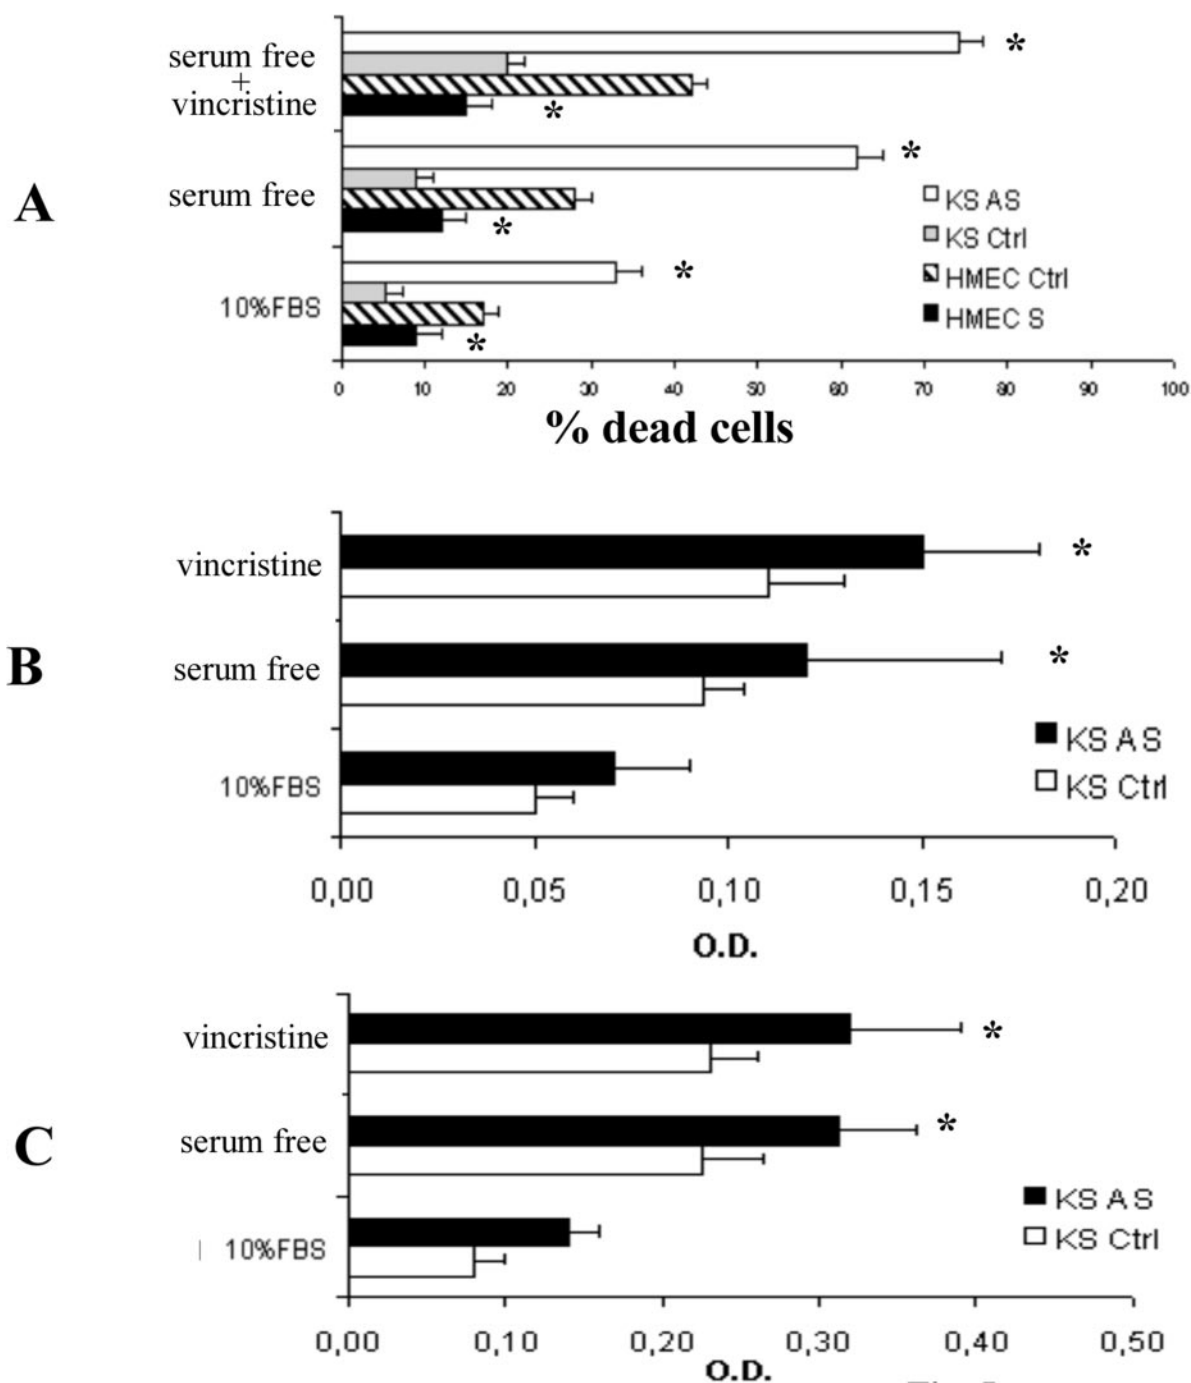 serum free
+
vincristine
*
*
serum free
*
*
A
KS AS
KS Ctrl
HMEC Ctrl
HMEC S
10%FBS
*
*
0 10 20 30 40 50 60 70 80 90 100
% dead cells
vincristine
*
serum free
*
B
KS AS
KS Ctrl
10%FBS
0,00 0,05 0,10 0,15 0,20
O.D.
vincristine
*
serum free
*
C
KS AS
KS Ctrl
10%FBS
0,00 0,10 0,20 0,30 0,40 0,50
O.D.